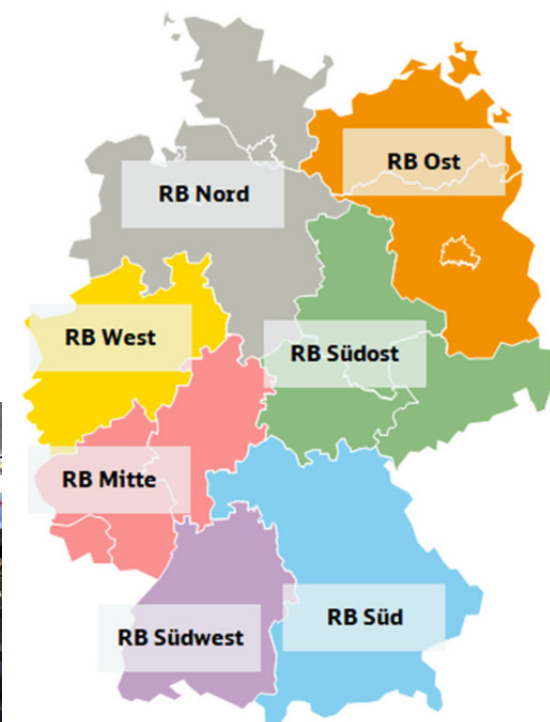 RB Ost
RB Nord
RB West
RB Südost
RB Mitte
RB Süd
RB Südwest